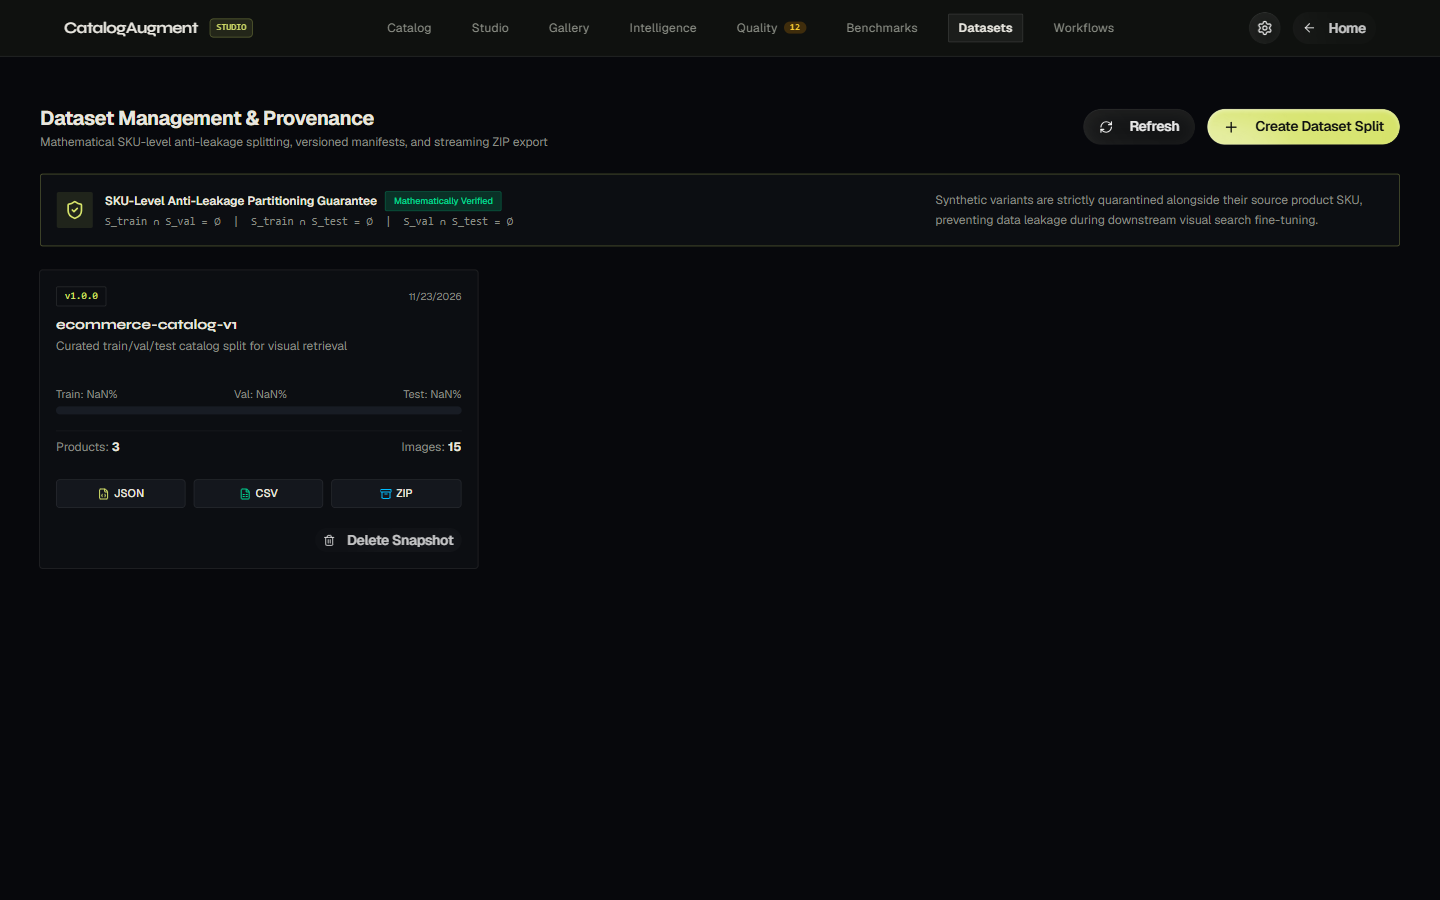 CatalogAugment STUDIO Catalog Studio Gallery Intelligence Quality 12 Benchmarks Datasets Workflows Home
Dataset Management & Provenance
Mathematical SKU-level anti-leakage splitting, versioned manifests, and streaming ZIP export
Refresh
Create Dataset Split
SKU-Level Anti-Leakage Partitioning Guarantee Mathematically Verified
S_train ∩ S_val = ∅ | S_train ∩ S_test = ∅ | S_val ∩ S_test = ∅
Synthetic variants are strictly quarantined alongside their source product SKU,
preventing data leakage during downstream visual search fine-tuning.
v1.0.0 11/23/2026
ecommerce-catalog-v1
Curated train/val/test catalog split for visual retrieval
Train: NaN% Val: NaN% Test: NaN%
Products: 3 Images: 15
JSON CSV ZIP
Delete Snapshot